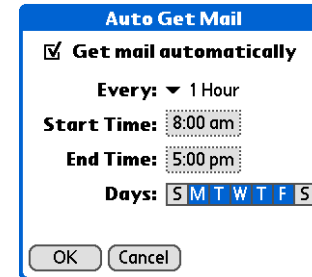 Auto Get Mail
Get mail automatically
Every: 1 Hour
Start Time: 8:00 am
End Time: 5:00 pm
Days: S M T W T F S
OK Cancel